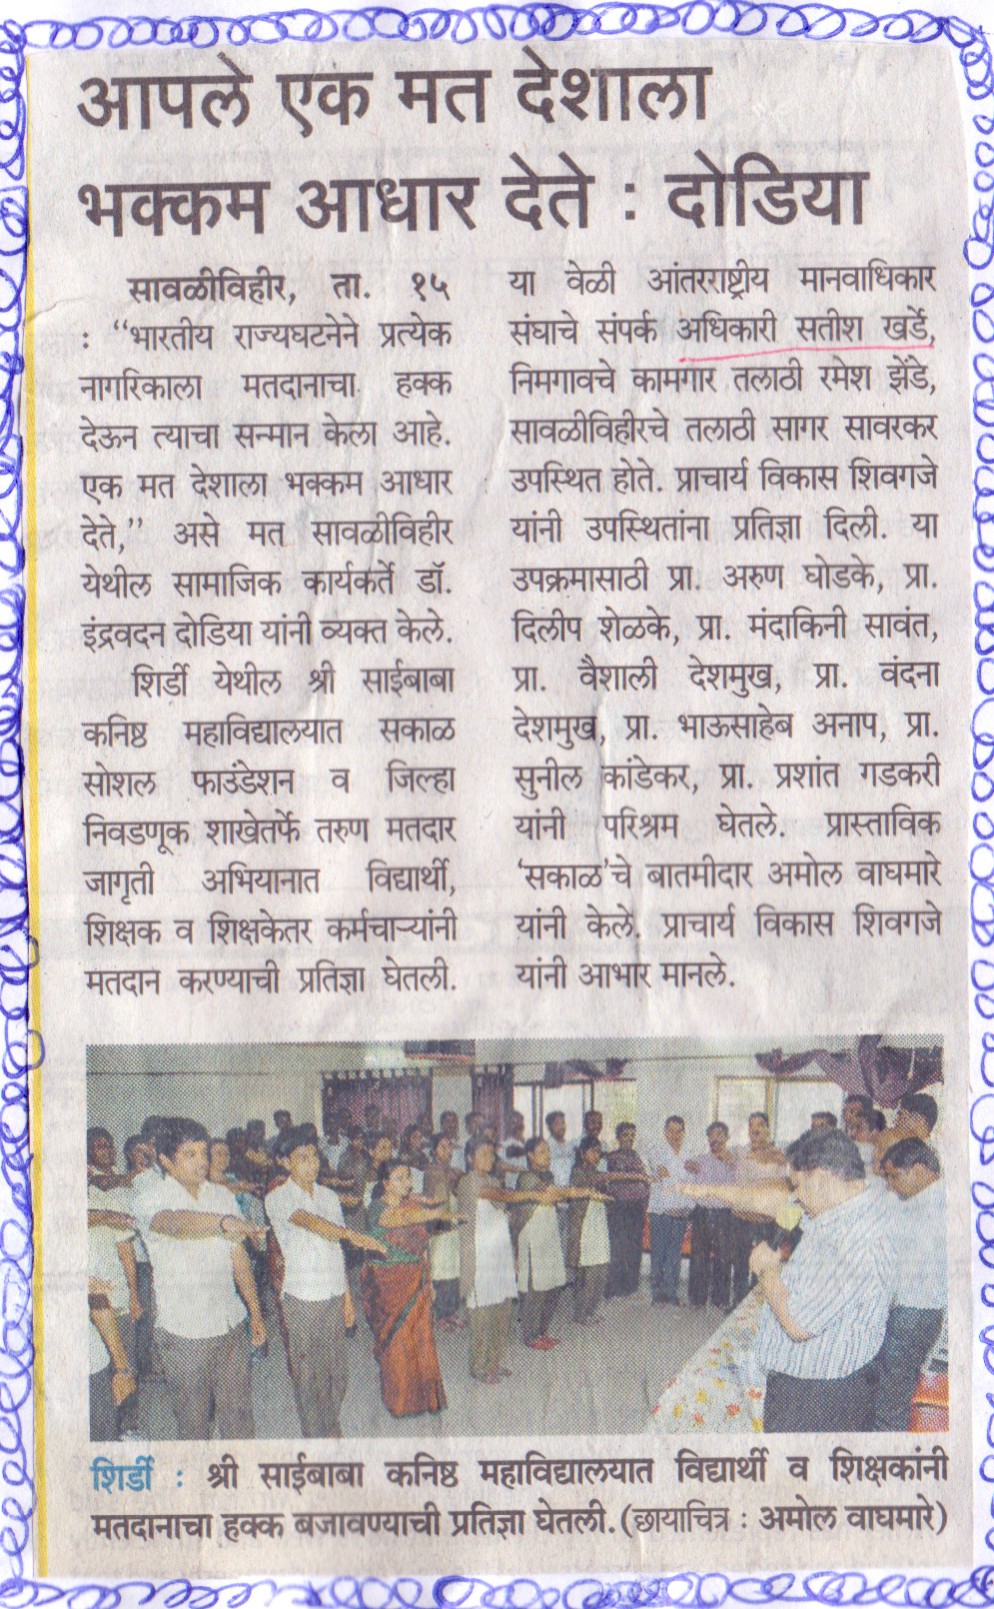 आपले एक मत देशाला
भक्कम आधार देते : दोडिया
सावळीविहीर, ता. १५
: “भारतीय राज्यघटनेने प्रत्येक
नागरिकाला मतदानाचा हक्क
देऊन त्याचा सन्मान केला आहे.
एक मत देशाला भक्कम आधार
देते,” असे मत सावळीविहीर
येथील सामाजिक कार्यकर्ते डॉ.
इंद्रवदन दोडिया यांनी व्यक्त केले.
शिर्डी येथील श्री साईबाबा
कनिष्ठ महाविद्यालयात सकाळ
सोशल फाउंडेशन व जिल्हा
निवडणूक शाखेतर्फे तरुण मतदार
जागृती अभियानात विद्यार्थी,
शिक्षक व शिक्षकेतर कर्मचाऱ्यांनी
मतदान करण्याची प्रतिज्ञा घेतली.
या वेळी आंतरराष्ट्रीय मानवाधिकार
संघाचे संपर्क अधिकारी सतीश खर्डे,
निमगावचे कामगार तलाठी रमेश झेंडे,
सावळीविहीरचे तलाठी सागर सावरकर
उपस्थित होते. प्राचार्य विकास शिवगजे
यांनी उपस्थितांना प्रतिज्ञा दिली. या
उपक्रमासाठी प्रा. अरुण घोडके, प्रा.
दिलीप शेळके, प्रा. मंदाकिनी सावंत,
प्रा. वैशाली देशमुख, प्रा. वंदना
देशमुख, प्रा. भाऊसाहेब अनाप, प्रा.
सुनील कांडेकर, प्रा. प्रशांत गडकरी
यांनी परिश्रम घेतले. प्रास्ताविक
‘सकाळ’चे बातमीदार अमोल वाघमारे
यांनी केले. प्राचार्य विकास शिवगजे
यांनी आभार मानले.
शिर्डी : श्री साईबाबा कनिष्ठ महाविद्यालयात विद्यार्थी व शिक्षकांनी
मतदानाचा हक्क बजावण्याची प्रतिज्ञा घेतली. (छायाचित्र : अमोल वाघमारे)